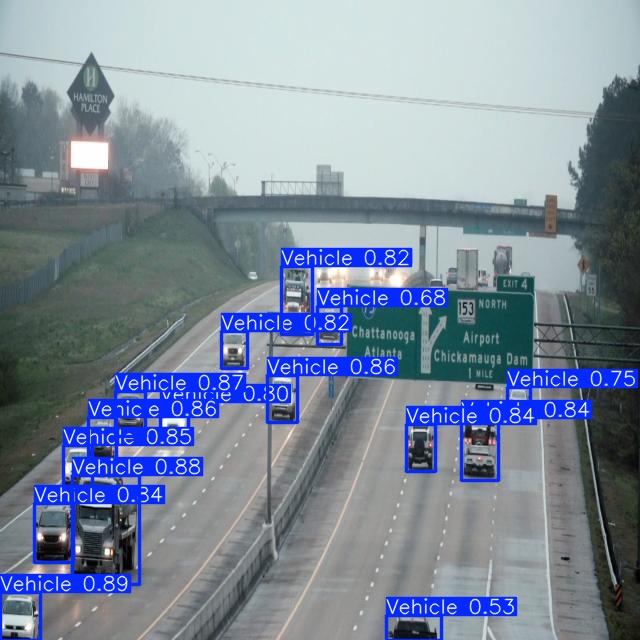 HAMILTON
PLACE
Vehicle 0.82
Vehicle 0.68
EXIT 4
153
NORTH
Chattanooga
Atlanta
Airport
Chickamauga Dam
1 MILE
Vehicle 0.82
Vehicle 0.86
Vehicle 0.87
0.80
Vehicle 0.75
Vehicle 0.86
Vehicle 0.84
0.84
Vehicle 0.85
Vehicle 0.88
Vehicle 0.84
Vehicle 0.89
Vehicle 0.53